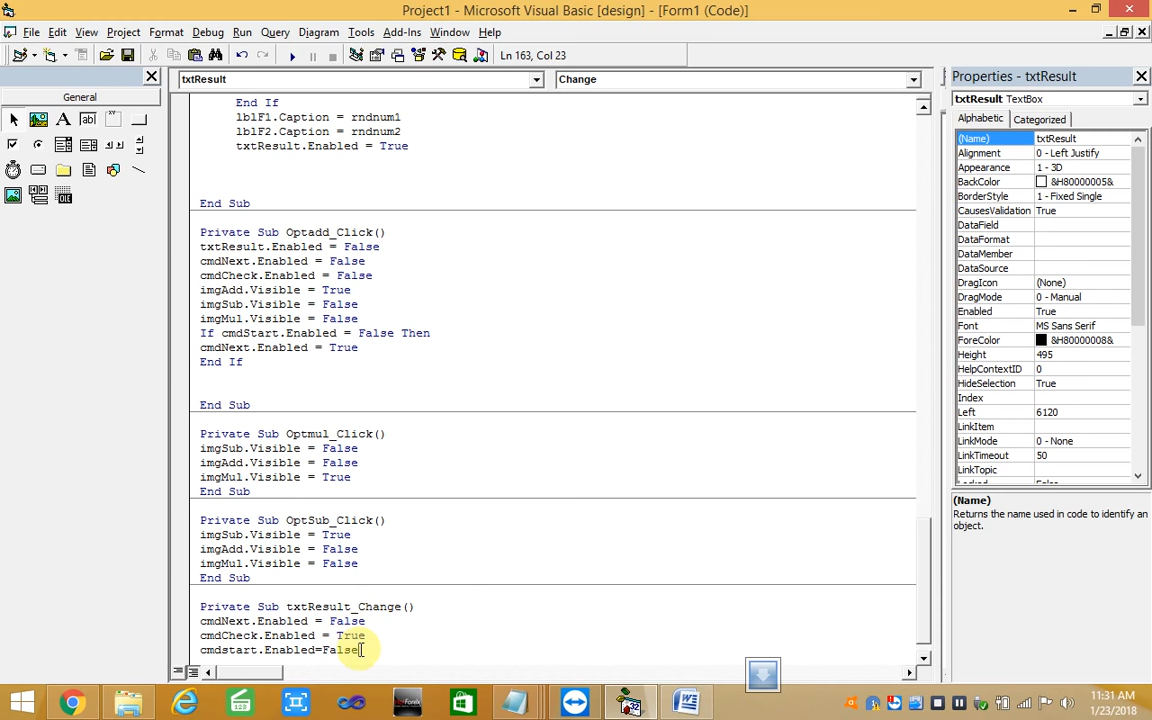 Project1 - Microsoft Visual Basic [design] - [Form1 (Code)]
File Edit View Project Format Debug Run Query Diagram Tools Add-Ins Window Help
Ln 163, Col 23
General
txtResult
Change
End If
lblF1.Caption = rndnum1
lblF2.Caption = rndnum2
txtResult.Enabled = True
End Sub
Private Sub Optadd_Click()
txtResult.Enabled = False
cmdNext.Enabled = False
cmdCheck.Enabled = False
imgAdd.Visible = True
imgSub.Visible = False
imgMul.Visible = False
If cmdStart.Enabled = False Then
cmdNext.Enabled = True
End If
End Sub
Private Sub Optmul_Click()
imgSub.Visible = False
imgAdd.Visible = False
imgMul.Visible = True
End Sub
Private Sub OptSub_Click()
imgSub.Visible = True
imgAdd.Visible = False
imgMul.Visible = False
End Sub
Private Sub txtResult_Change()
cmdNext.Enabled = False
cmdCheck.Enabled = True
cmdstart.Enabled=False
Properties - txtResult
txtResult TextBox
Alphabetic Categorized
(Name) txtResult
Alignment 0 - Left Justify
Appearance 1 - 3D
BackColor &H80000005&
BorderStyle 1 - Fixed Single
CausesValidation True
DataField
DataFormat
DataMember
DataSource
DragIcon (None)
DragMode 0 - Manual
Enabled True
Font MS Sans Serif
ForeColor &H80000008&
Height 495
HelpContextID 0
HideSelection True
Index
Left 6120
LinkItem
LinkMode 0 - None
LinkTimeout 50
LinkTopic
(Name)
Returns the name used in code to identify an
object.
11:31 AM
1/23/2018